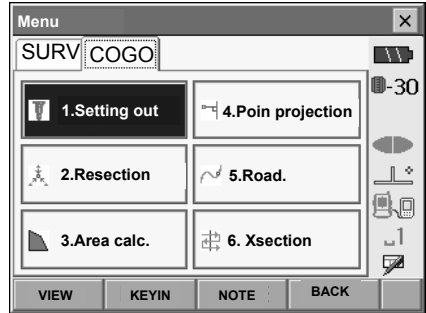 Menu
SURV COGO
-30
1.Setting out
4.Poin projection
2.Resection
5.Road.
3.Area calc.
6. Xsection
1
VIEW KEYIN NOTE BACK